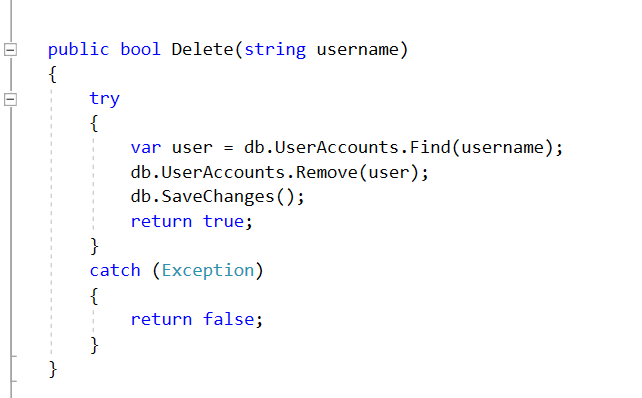 public bool Delete(string username)
{
try
{
var user = db.UserAccounts.Find(username);
db.UserAccounts.Remove(user);
db.SaveChanges();
return true;
}
catch (Exception)
{
return false;
}
}